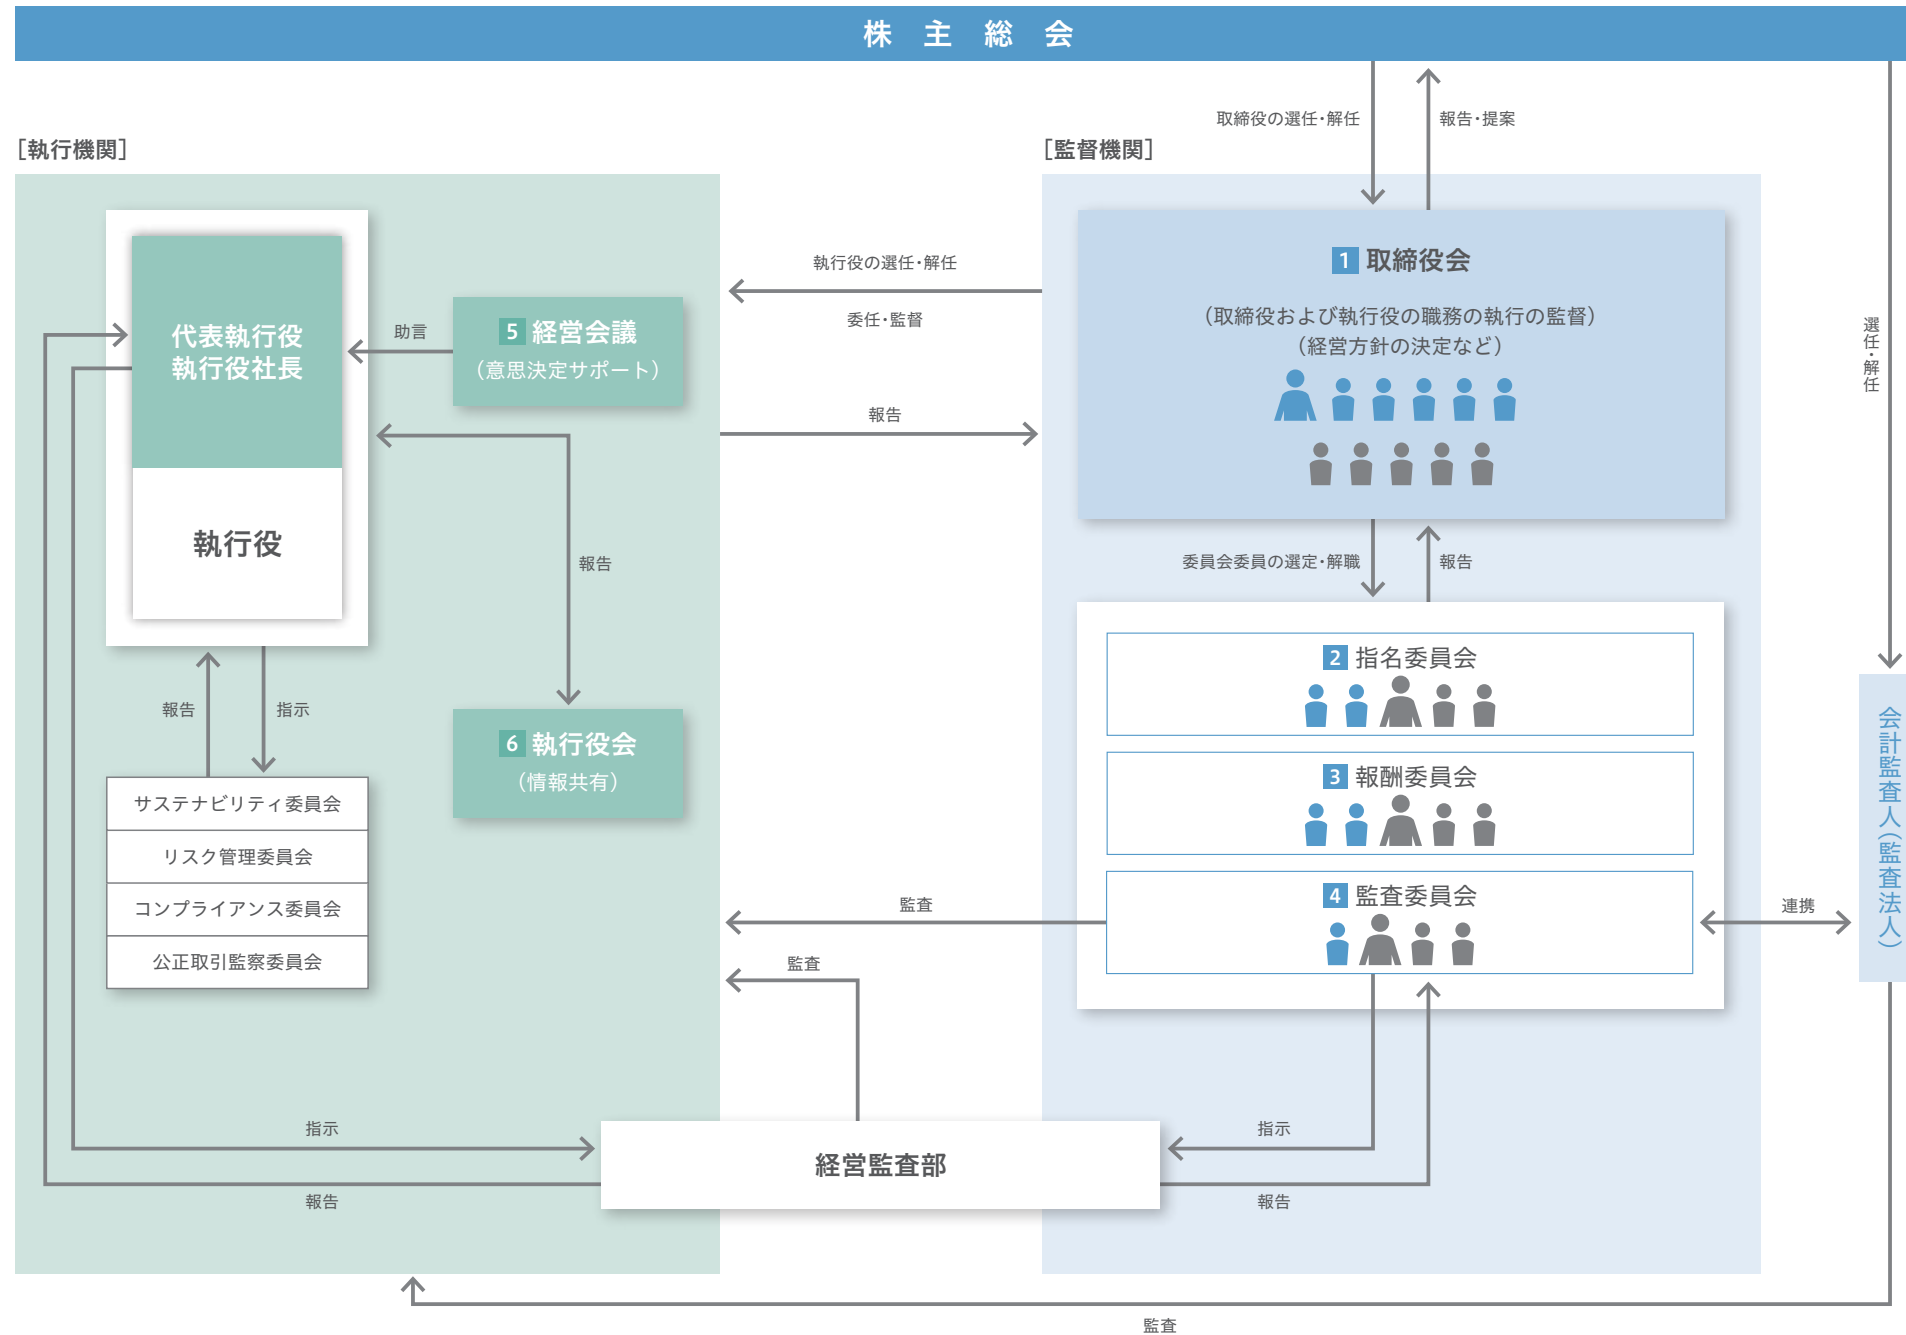 株主総会
取締役の選任・解任
報告・提案
選任・解任
［執行機関］
［監督機関］
代表執行役
執行役社長
執行役
助言
5 経営会議
（意思決定サポート）
報告
6 執行役会
（情報共有）
報告
指示
サステナビリティ委員会
リスク管理委員会
コンプライアンス委員会
公正取引監察委員会
執行役の選任・解任
委任・監督
報告
1 取締役会
（取締役および執行役の職務の執行の監督）
（経営方針の決定など）
委員会委員の選定・解職
報告
2 指名委員会
3 報酬委員会
4 監査委員会
監査
監査
連携
会計監査人（監査法人）
指示
報告
経営監査部
指示
報告
監査